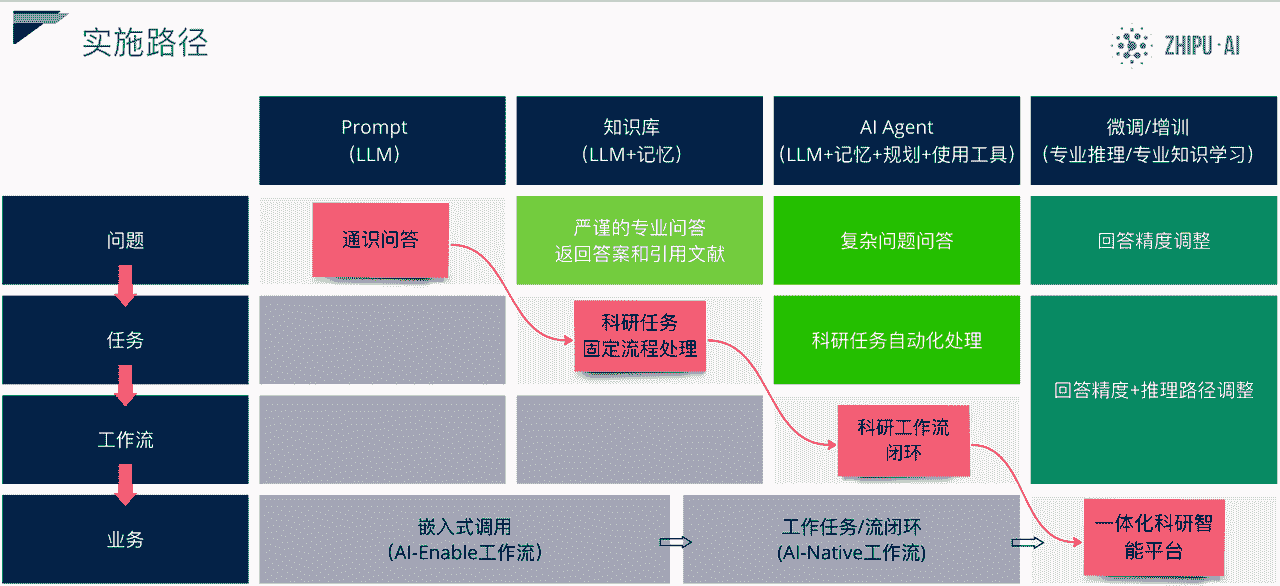 实施路径
ZHIPU·AI
Prompt
（LLM）
知识库
（LLM+记忆）
AI Agent
（LLM+记忆+规划+使用工具）
微调/增训
（专业推理/专业知识学习）
问题
通识问答
严谨的专业问答
返回答案和引用文献
复杂问题问答
回答精度调整
任务
科研任务
固定流程处理
科研任务自动化处理
回答精度+推理路径调整
工作流
科研工作流
闭环
业务
嵌入式调用
（AI-Enable工作流）
工作任务/流闭环
(AI-Native工作流)
一体化科研智
能平台